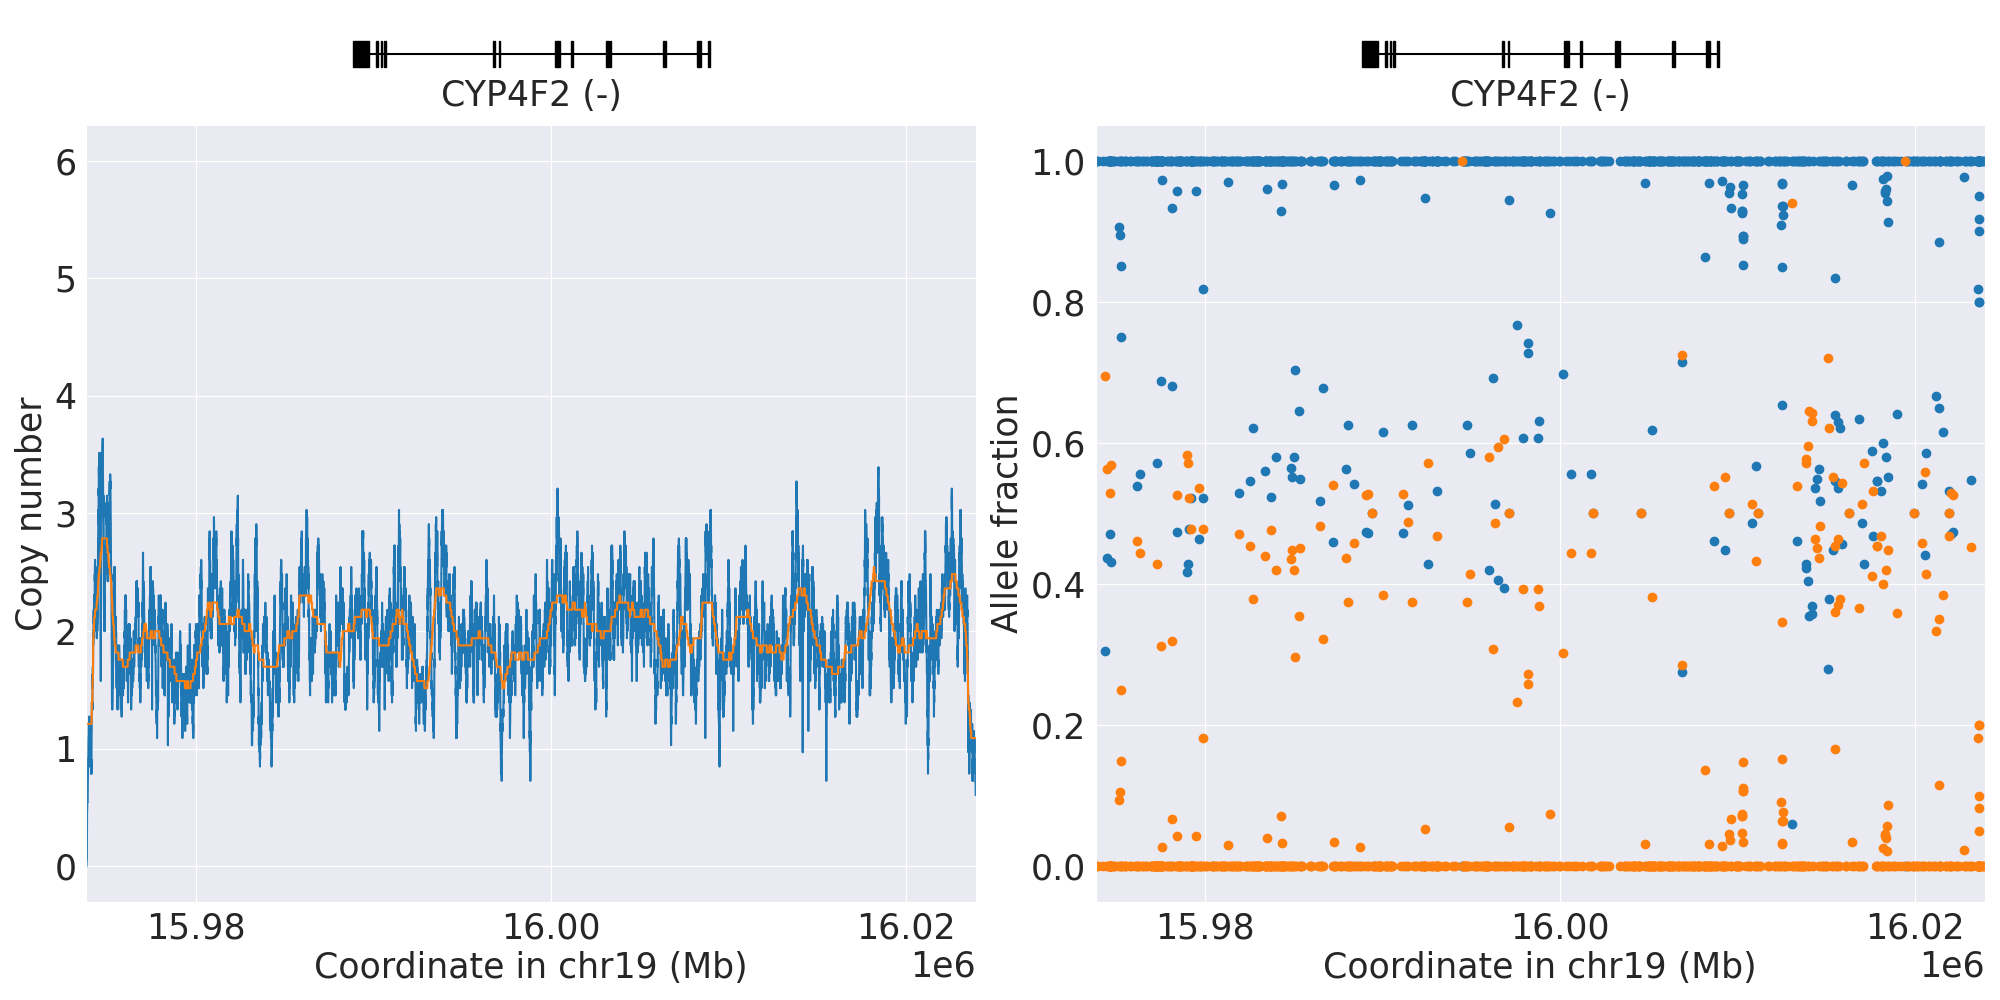 CYP4F2 (-)
6
5
4
3
2
1
0
Copy number
15.98
16.00
16.02
Coordinate in chr19 (Mb)
1e6
CYP4F2 (-)
1.0
0.8
0.6
0.4
0.2
0.0
Allele fraction
15.98
16.00
16.02
Coordinate in chr19 (Mb)
1e6